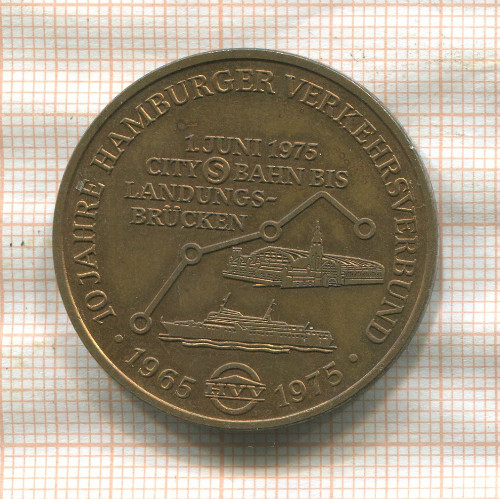 10 JAHRE HAMBURGER VERKEHRSVERBUND
1. JUNI 1975
CITY S BAHN BIS
LANDUNGS-
BRÜCKEN
· 1965 HVV 1975 ·